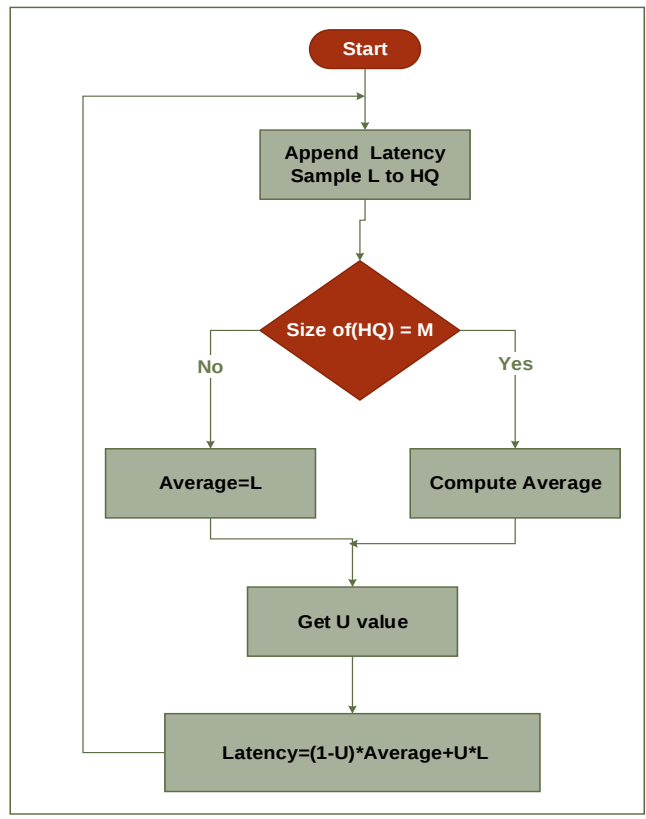 Start
Append Latency
Sample L to HQ
Size of(HQ) = M
No
Yes
Average=L
Compute Average
Get U value
Latency=(1-U)*Average+U*L